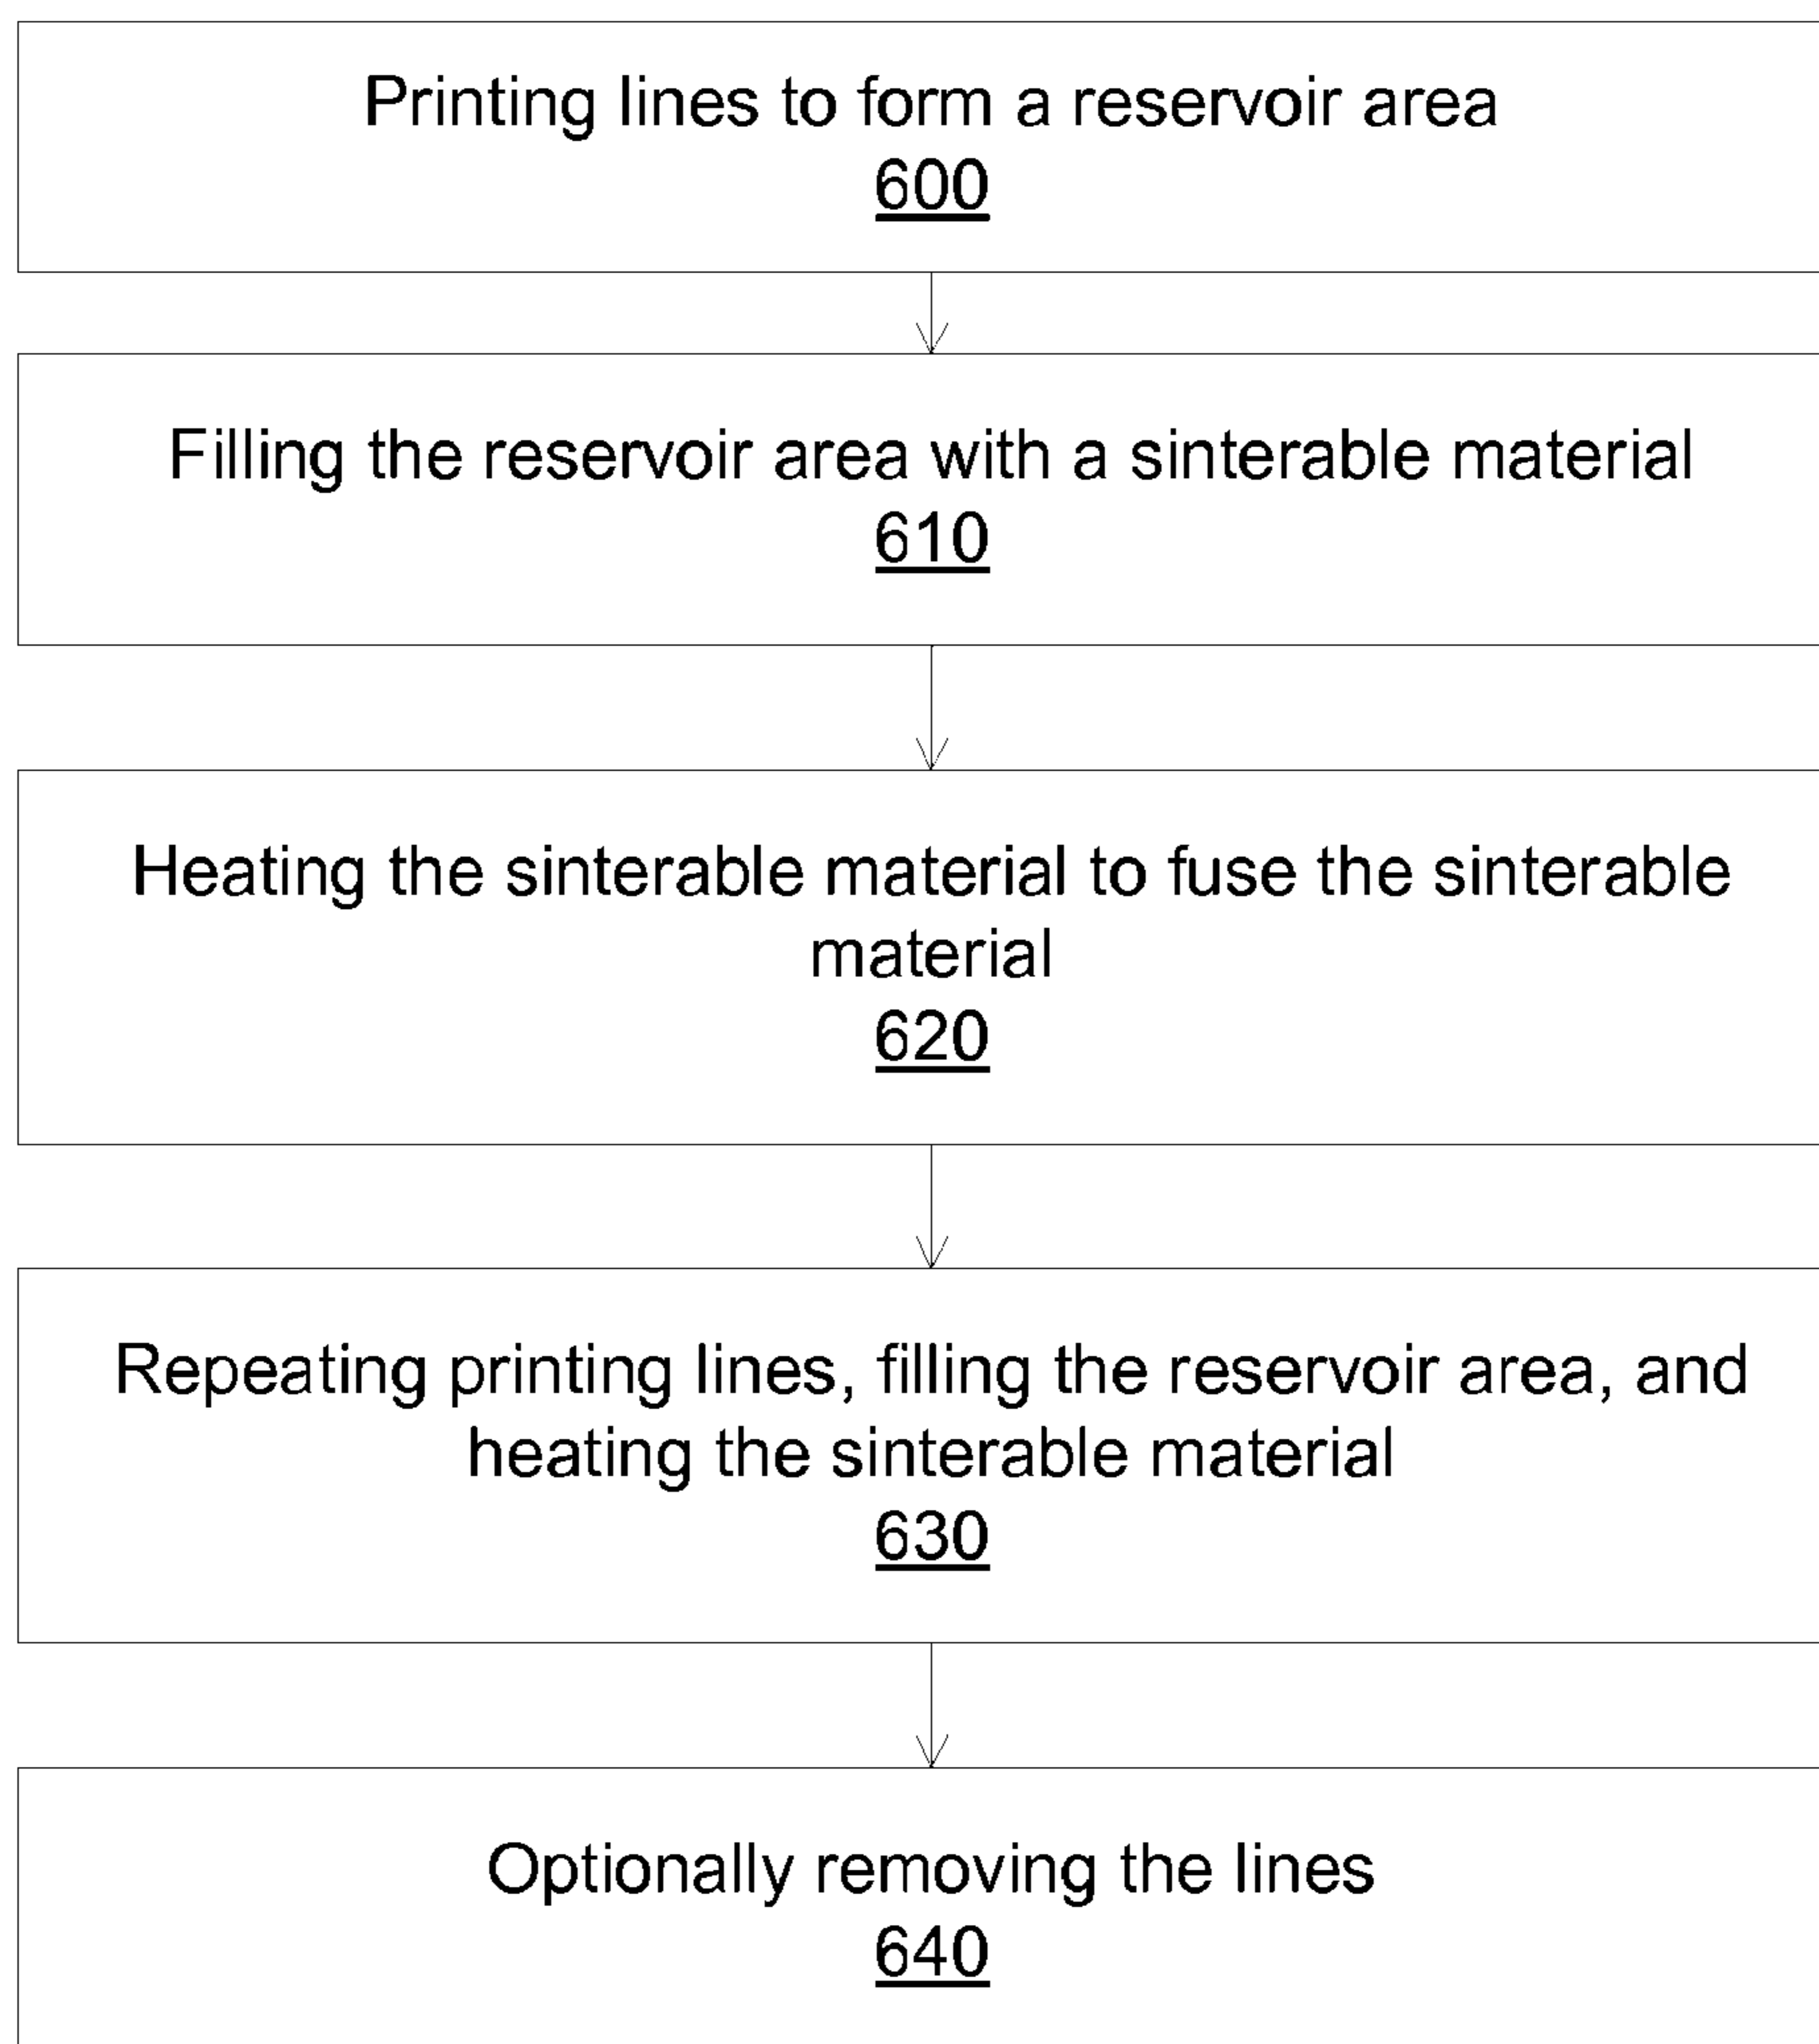 Printing lines to form a reservoir area
600
Filling the reservoir area with a sinterable material
610
Heating the sinterable material to fuse the sinterable
material
620
Repeating printing lines, filling the reservoir area, and
heating the sinterable material
630
Optionally removing the lines
640